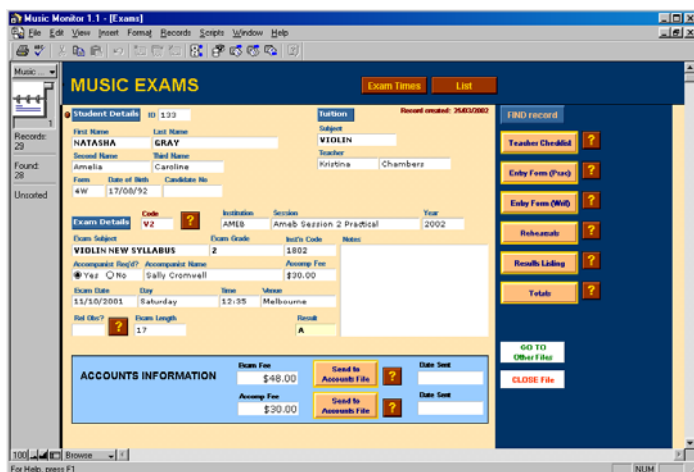 Music Monitor 1.1 - [Exams]
File Edit View Insert Format Records Scripts Window Help
Music ...
1
Records:
29
Found:
28
Unsorted
MUSIC EXAMS
Exam Times List
Student Details ID 133
Tuition Record created: 25/03/2002
First Name Last Name Subject
NATASHA GRAY VIOLIN
Second Name Third Name Teacher
Amelia Caroline Kristina Chambers
Form Date of Birth Candidate No
4W 17/08/92
Exam Details Code Institution Session Year
V2 ? AMEB Ameb Session 2 Practical 2002
Exam Subject Exam Grade Inst'n Code Notes
VIOLIN NEW SYLLABUS 2 1802
Accompanist Req'd? Accompanist Name Accomp Fee
Yes No Sally Cromwell $30.00
Exam Date Day Time Venue
11/10/2001 Saturday 12:35 Melbourne
Rel Obs? Exam Length Result
? 17 A
ACCOUNTS INFORMATION
Exam Fee Date Sent
$48.00 Send to Accounts File ?
Accomp Fee Date Sent
$30.00 Send to Accounts File ?
FIND record
Teacher Checklist ?
Entry Form (Prac) ?
Entry Form (Writ) ?
Rehearsals ?
Results Listing ?
Totals ?
GO TO
Other Files
CLOSE File
100 Browse
For Help, press F1 NUM